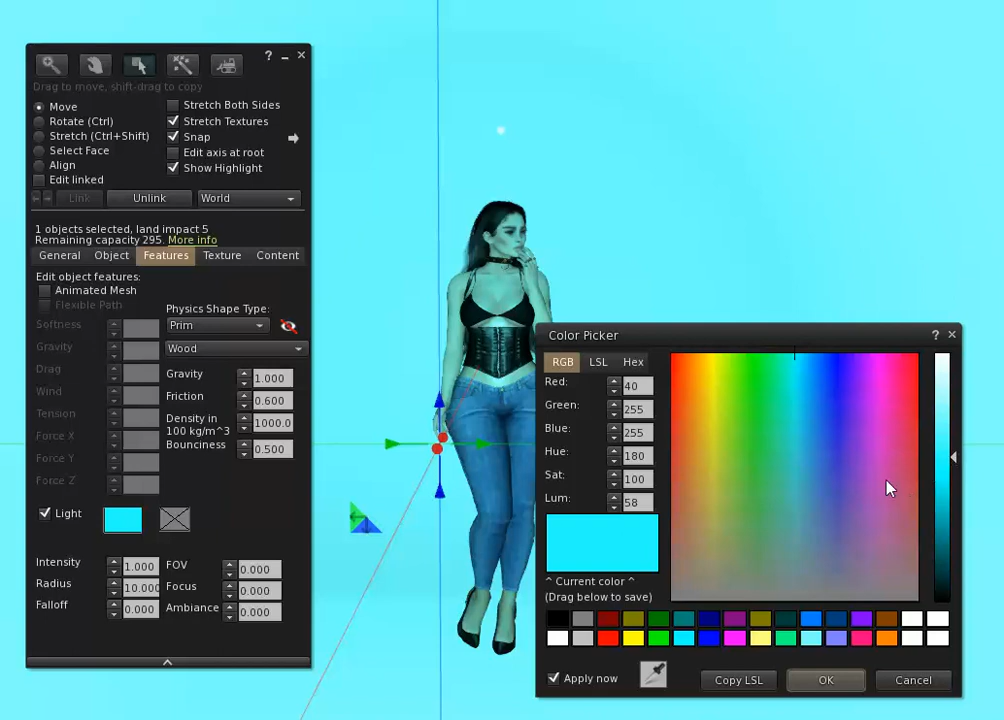 ?
Drag to move, shift-drag to copy
Move
Rotate (Ctrl)
Stretch (Ctrl+Shift)
Select Face
Align
Edit linked
Stretch Both Sides
Stretch Textures
Snap
Edit axis at root
Show Highlight
Link
Unlink
World
1 objects selected, land impact 5
Remaining capacity 295. More info
General Object Features Texture Content
Edit object features:
Animated Mesh
Flexible Path
Softness
Gravity
Drag
Wind
Tension
Force X
Force Y
Force Z
Physics Shape Type:
Prim
Wood
Gravity 1.000
Friction 0.600
Density in
100 kg/m^3 1000.0
Bounciness 0.500
Light
Intensity 1.000
Radius 10.000
Falloff 0.000
FOV 0.000
Focus 0.000
Ambiance 0.000
Color Picker ?
RGB LSL Hex
Red: 40
Green: 255
Blue: 255
Hue: 180
Sat: 100
Lum: 58
^ Current color ^
(Drag below to save)
Apply now
Copy LSL
OK
Cancel